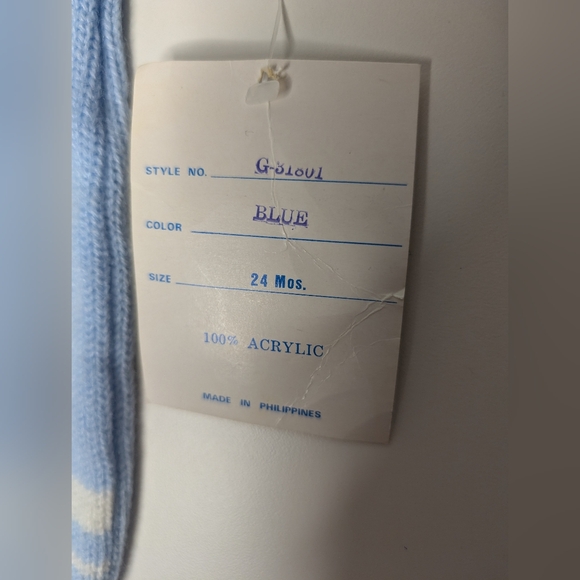 STYLE NO. G-31801
COLOR BLUE
SIZE 24 Mos.
100% ACRYLIC
MADE IN PHILIPPINES